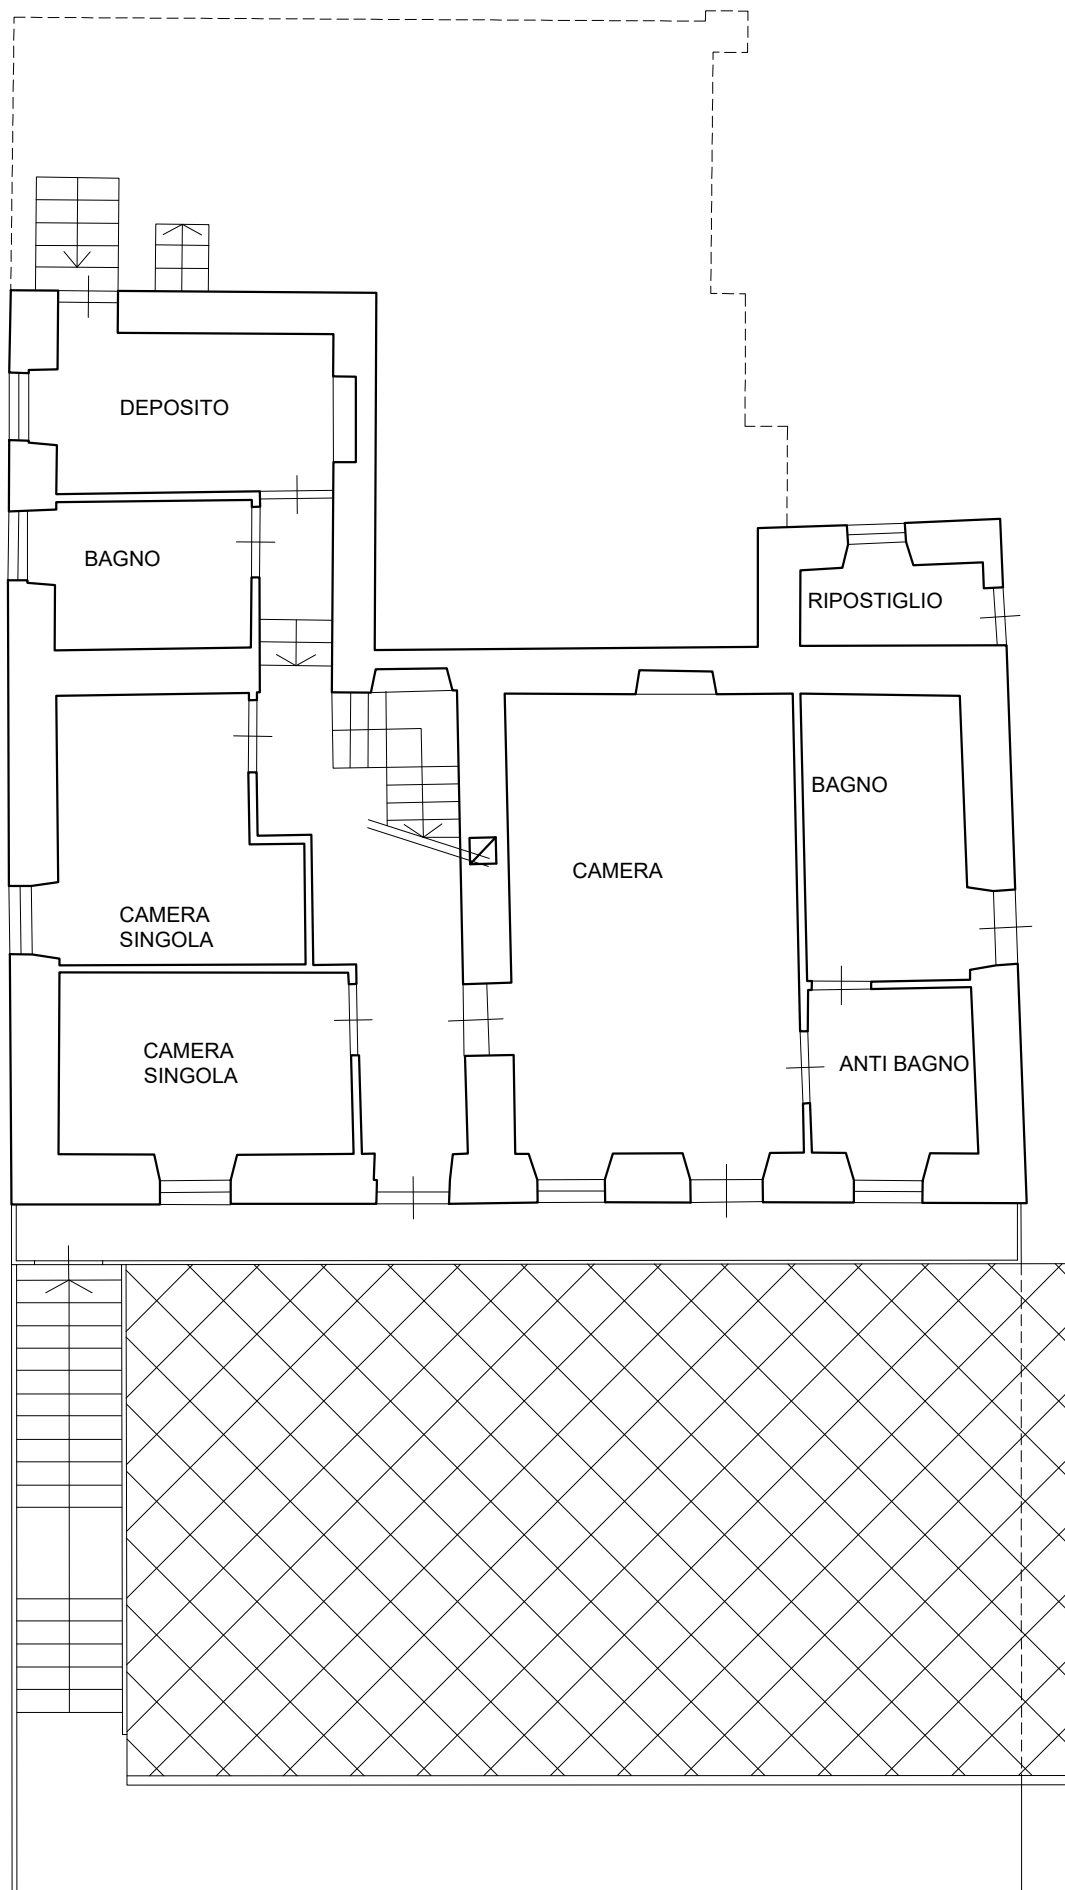 DEPOSITO
BAGNO
RIPOSTIGLIO
BAGNO
CAMERA
CAMERA
SINGOLA
CAMERA
SINGOLA
ANTI BAGNO